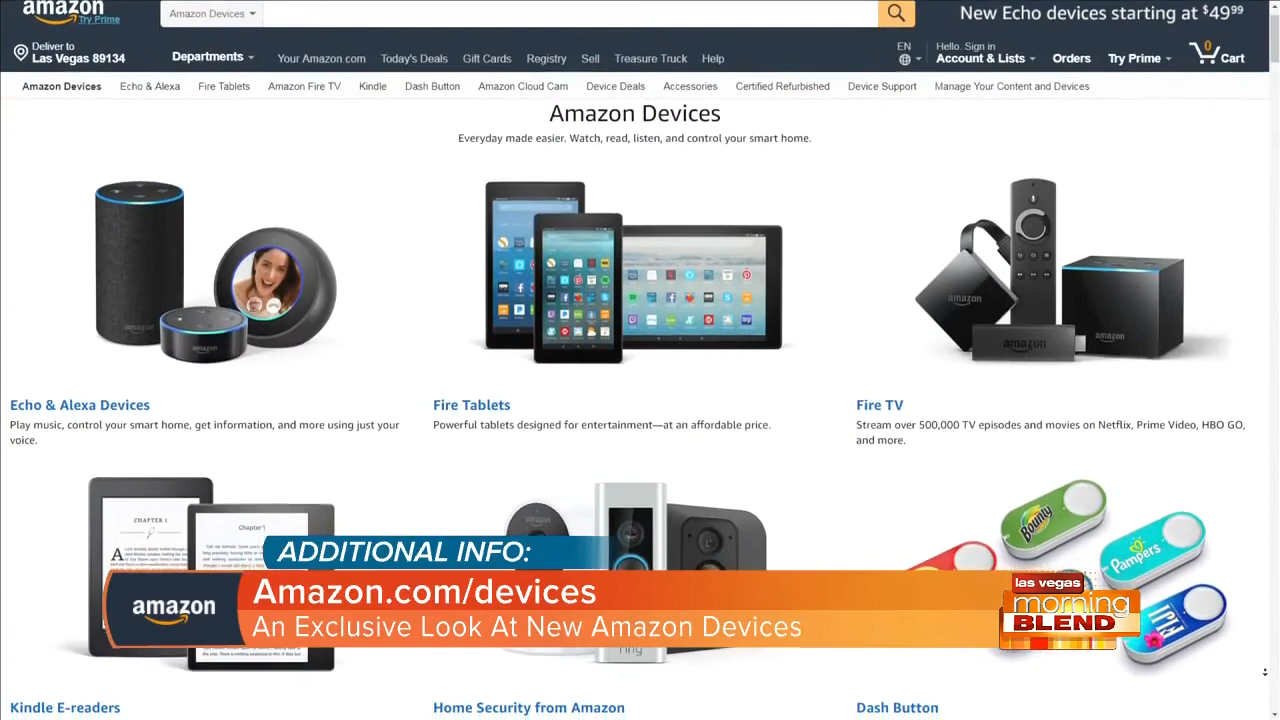 amazon
Try Prime
Amazon Devices
New Echo devices starting at $49.99
Deliver to
Las Vegas 89134
Departments
Your Amazon.com Today's Deals Gift Cards Registry Sell Treasure Truck Help
EN
Hello. Sign in
Account & Lists
Orders
Try Prime
0
Cart
Amazon Devices Echo & Alexa Fire Tablets Amazon Fire TV Kindle Dash Button Amazon Cloud Cam Device Deals Accessories Certified Refurbished Device Support Manage Your Content and Devices
Amazon Devices
Everyday made easier. Watch, read, listen, and control your smart home.
amazon
amazon
amazon
amazon
amazon
Echo & Alexa Devices
Play music, control your smart home, get information, and more using just your
voice.
Fire Tablets
Powerful tablets designed for entertainment—at an affordable price.
Fire TV
Stream over 500,000 TV episodes and movies on Netflix, Prime Video, HBO GO,
and more.
CHAPTER 1
Chapter 1
amazon
Bounty
Pampers
ADDITIONAL INFO:
amazon
Amazon.com/devices
An Exclusive Look At New Amazon Devices
las vegas
morning
BLEND
ring
Kindle E-readers
Home Security from Amazon
Dash Button